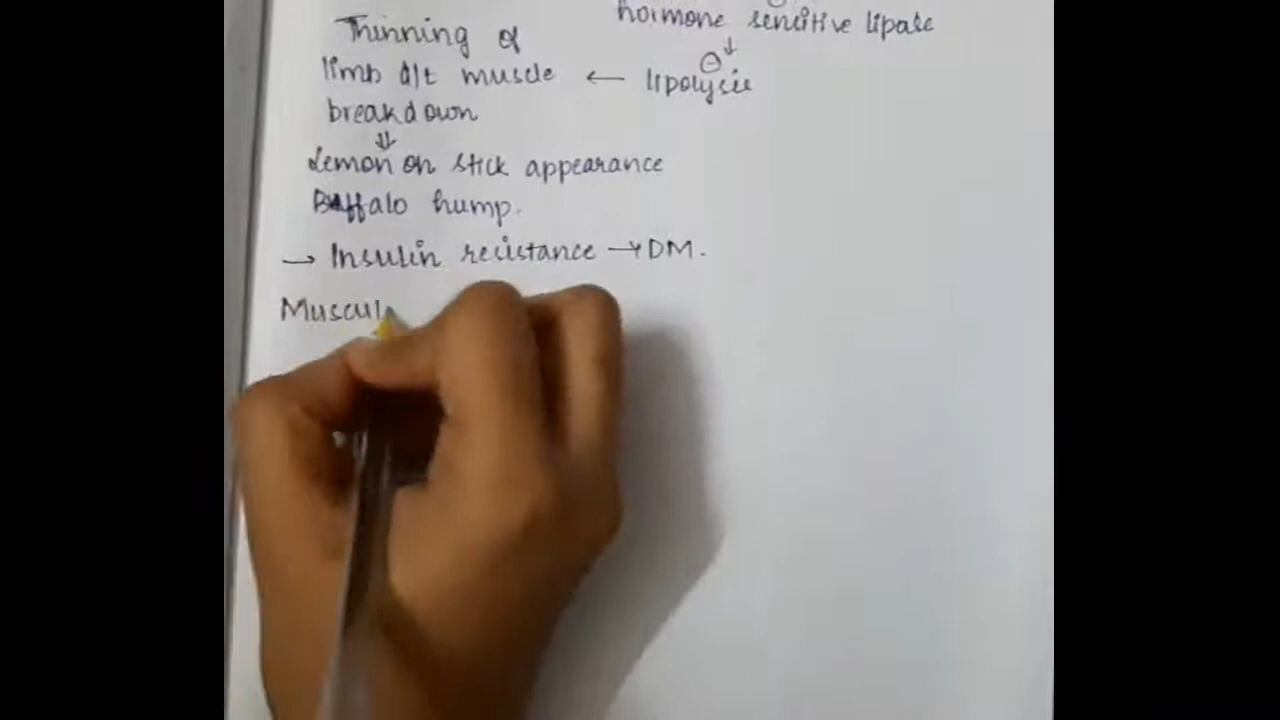 hormone sensitive lipase
Thinning of
limb d/t muscle ← lipolysis
breakdown
Lemon on stick appearance
Buffalo hump.
→ Insulin resistance → DM.
Muscul